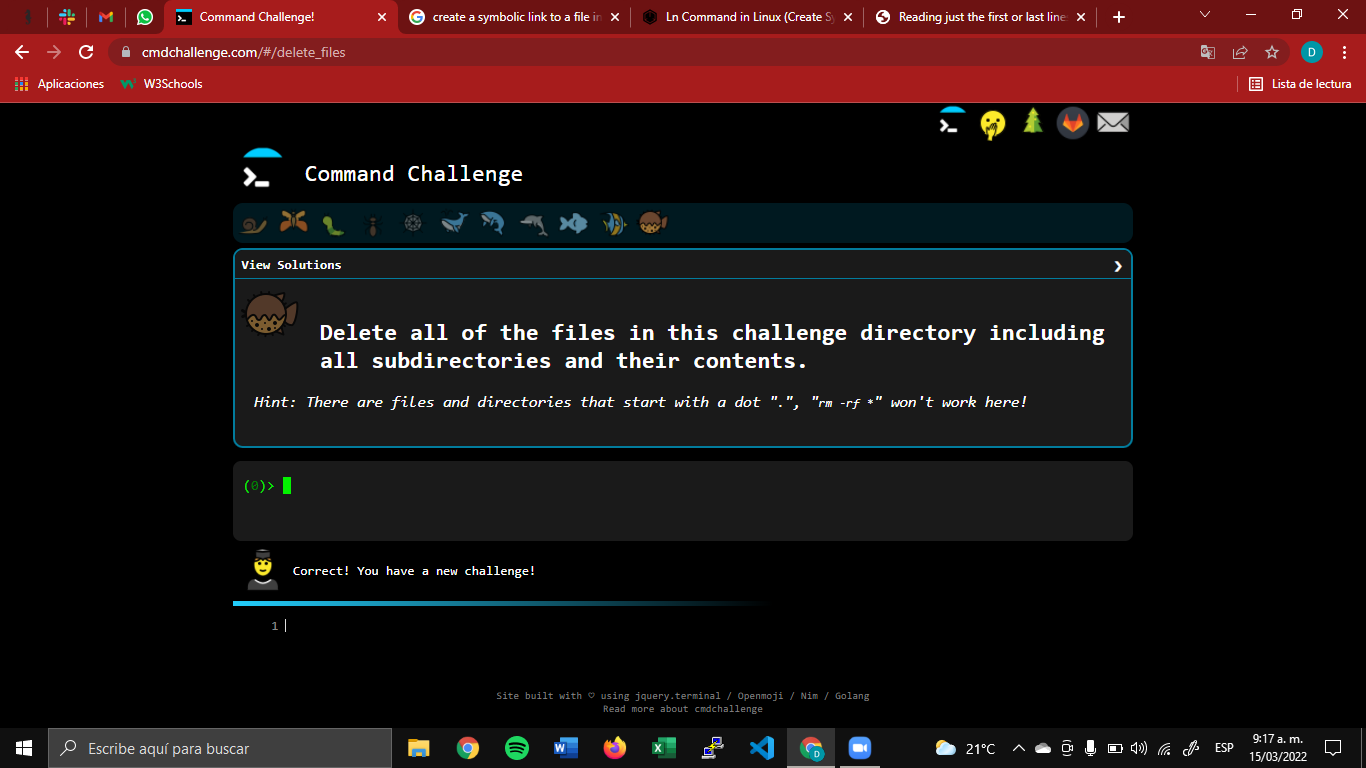 Command Challenge!
create a symbolic link to a file in
Ln Command in Linux (Create Sy
Reading just the first or last line
cmdchallenge.com/#/delete_files
D
Aplicaciones
W3Schools
Lista de lectura
Command Challenge
View Solutions
Delete all of the files in this challenge directory including
all subdirectories and their contents.
Hint: There are files and directories that start with a dot ".", "rm -rf *" won't work here!
(0)>
Correct! You have a new challenge!
1
Site built with ♡ using jquery.terminal / Openmoji / Nim / Golang
Read more about cmdchallenge
Escribe aquí para buscar
21°C
ESP
9:17 a. m.
15/03/2022